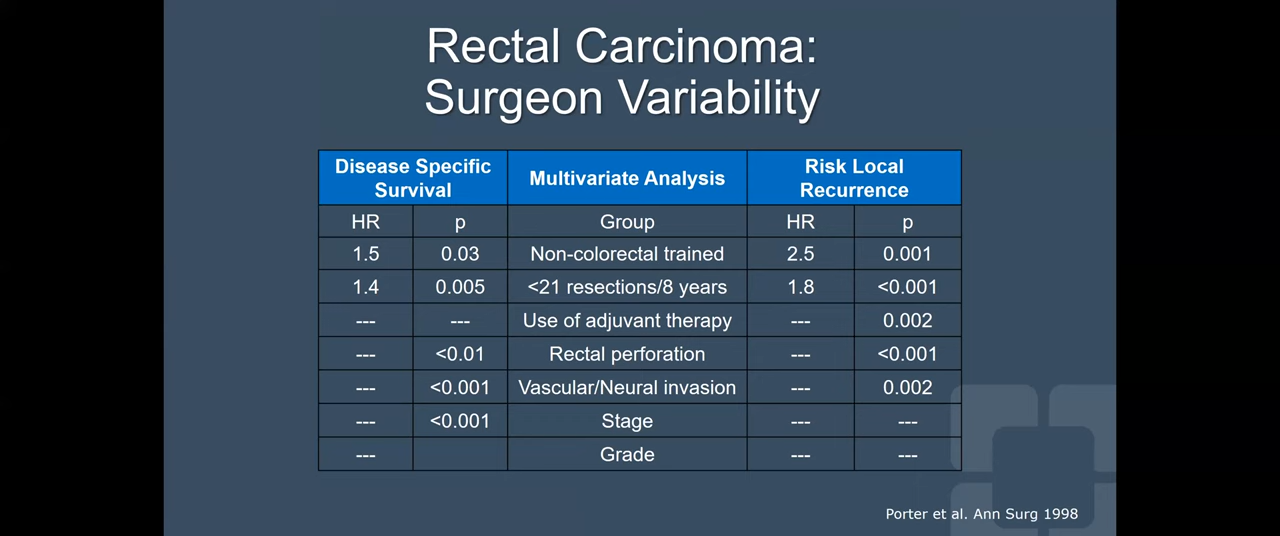 Rectal Carcinoma:
Surgeon Variability
Disease Specific
Survival
Multivariate Analysis
Risk Local
Recurrence
HR p Group HR p
1.5 0.03 Non-colorectal trained 2.5 0.001
1.4 0.005 <21 resections/8 years 1.8 <0.001
--- --- Use of adjuvant therapy --- 0.002
--- <0.01 Rectal perforation --- <0.001
--- <0.001 Vascular/Neural invasion --- 0.002
--- <0.001 Stage --- ---
--- Grade --- ---
Porter et al. Ann Surg 1998